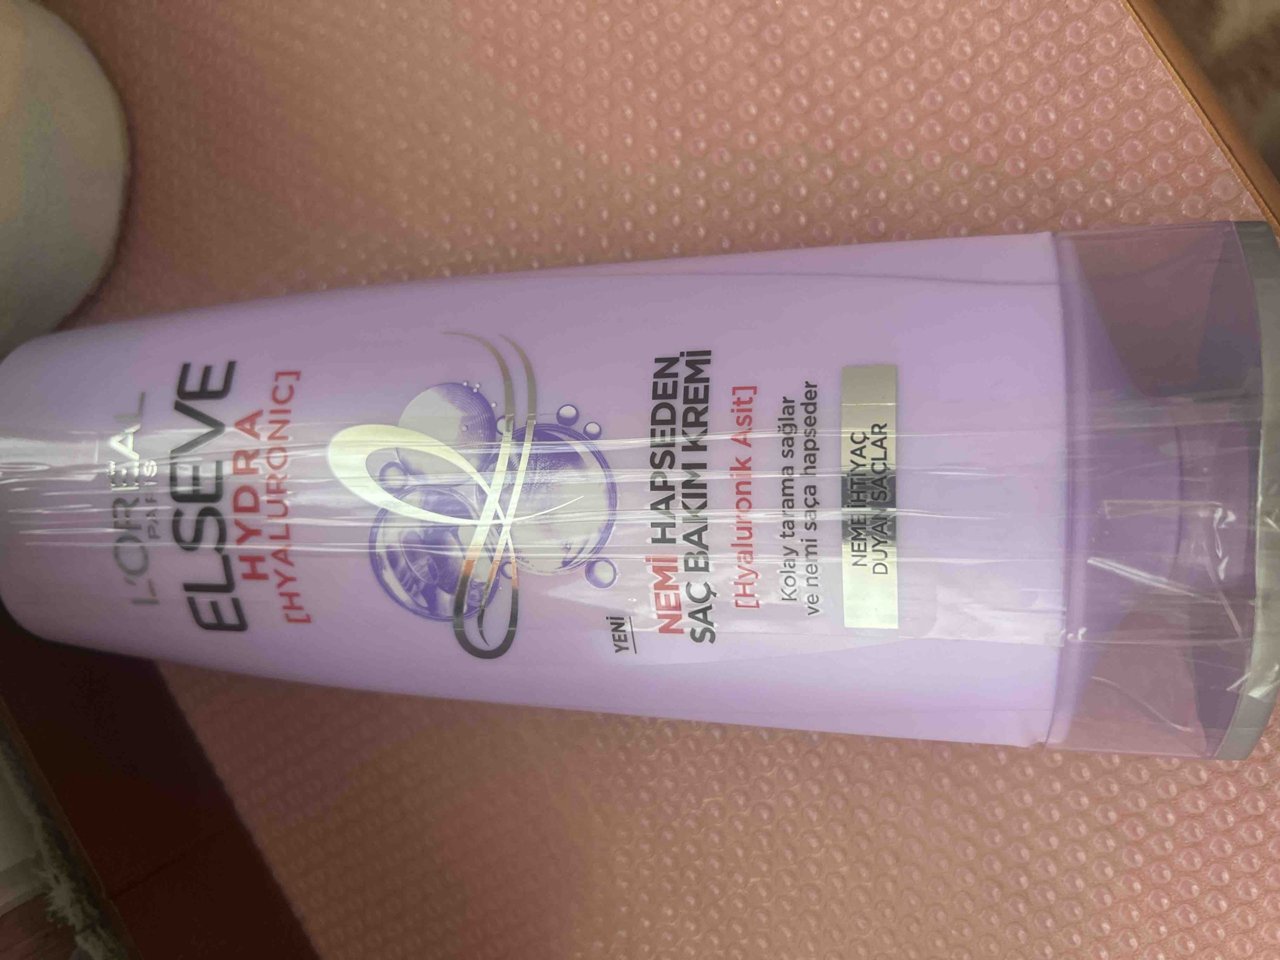 L'ORÉAL
PARIS
ELSEVE
HYDRA
[HYALURONIC]
YENİ
NEMİ HAPSEDEN
SAÇ BAKIM KREMİ
[Hyaluronik Asit]
Kolay tarama sağlar
ve nemi saça hapseder
NEME İHTİYAÇ
DUYAN SAÇLAR